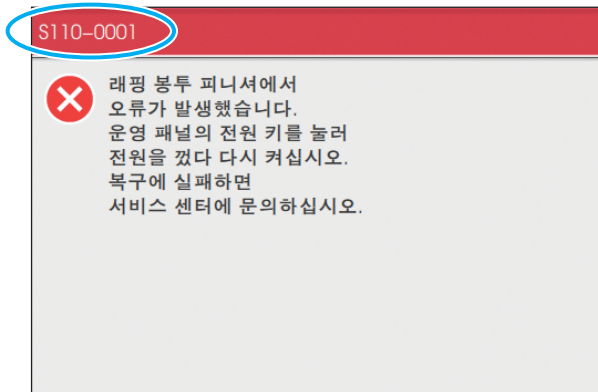 S110-0001
래핑 봉투 피니셔에서
오류가 발생했습니다.
운영 패널의 전원 키를 눌러
전원을 껐다 다시 켜십시오.
복구에 실패하면
서비스 센터에 문의하십시오.